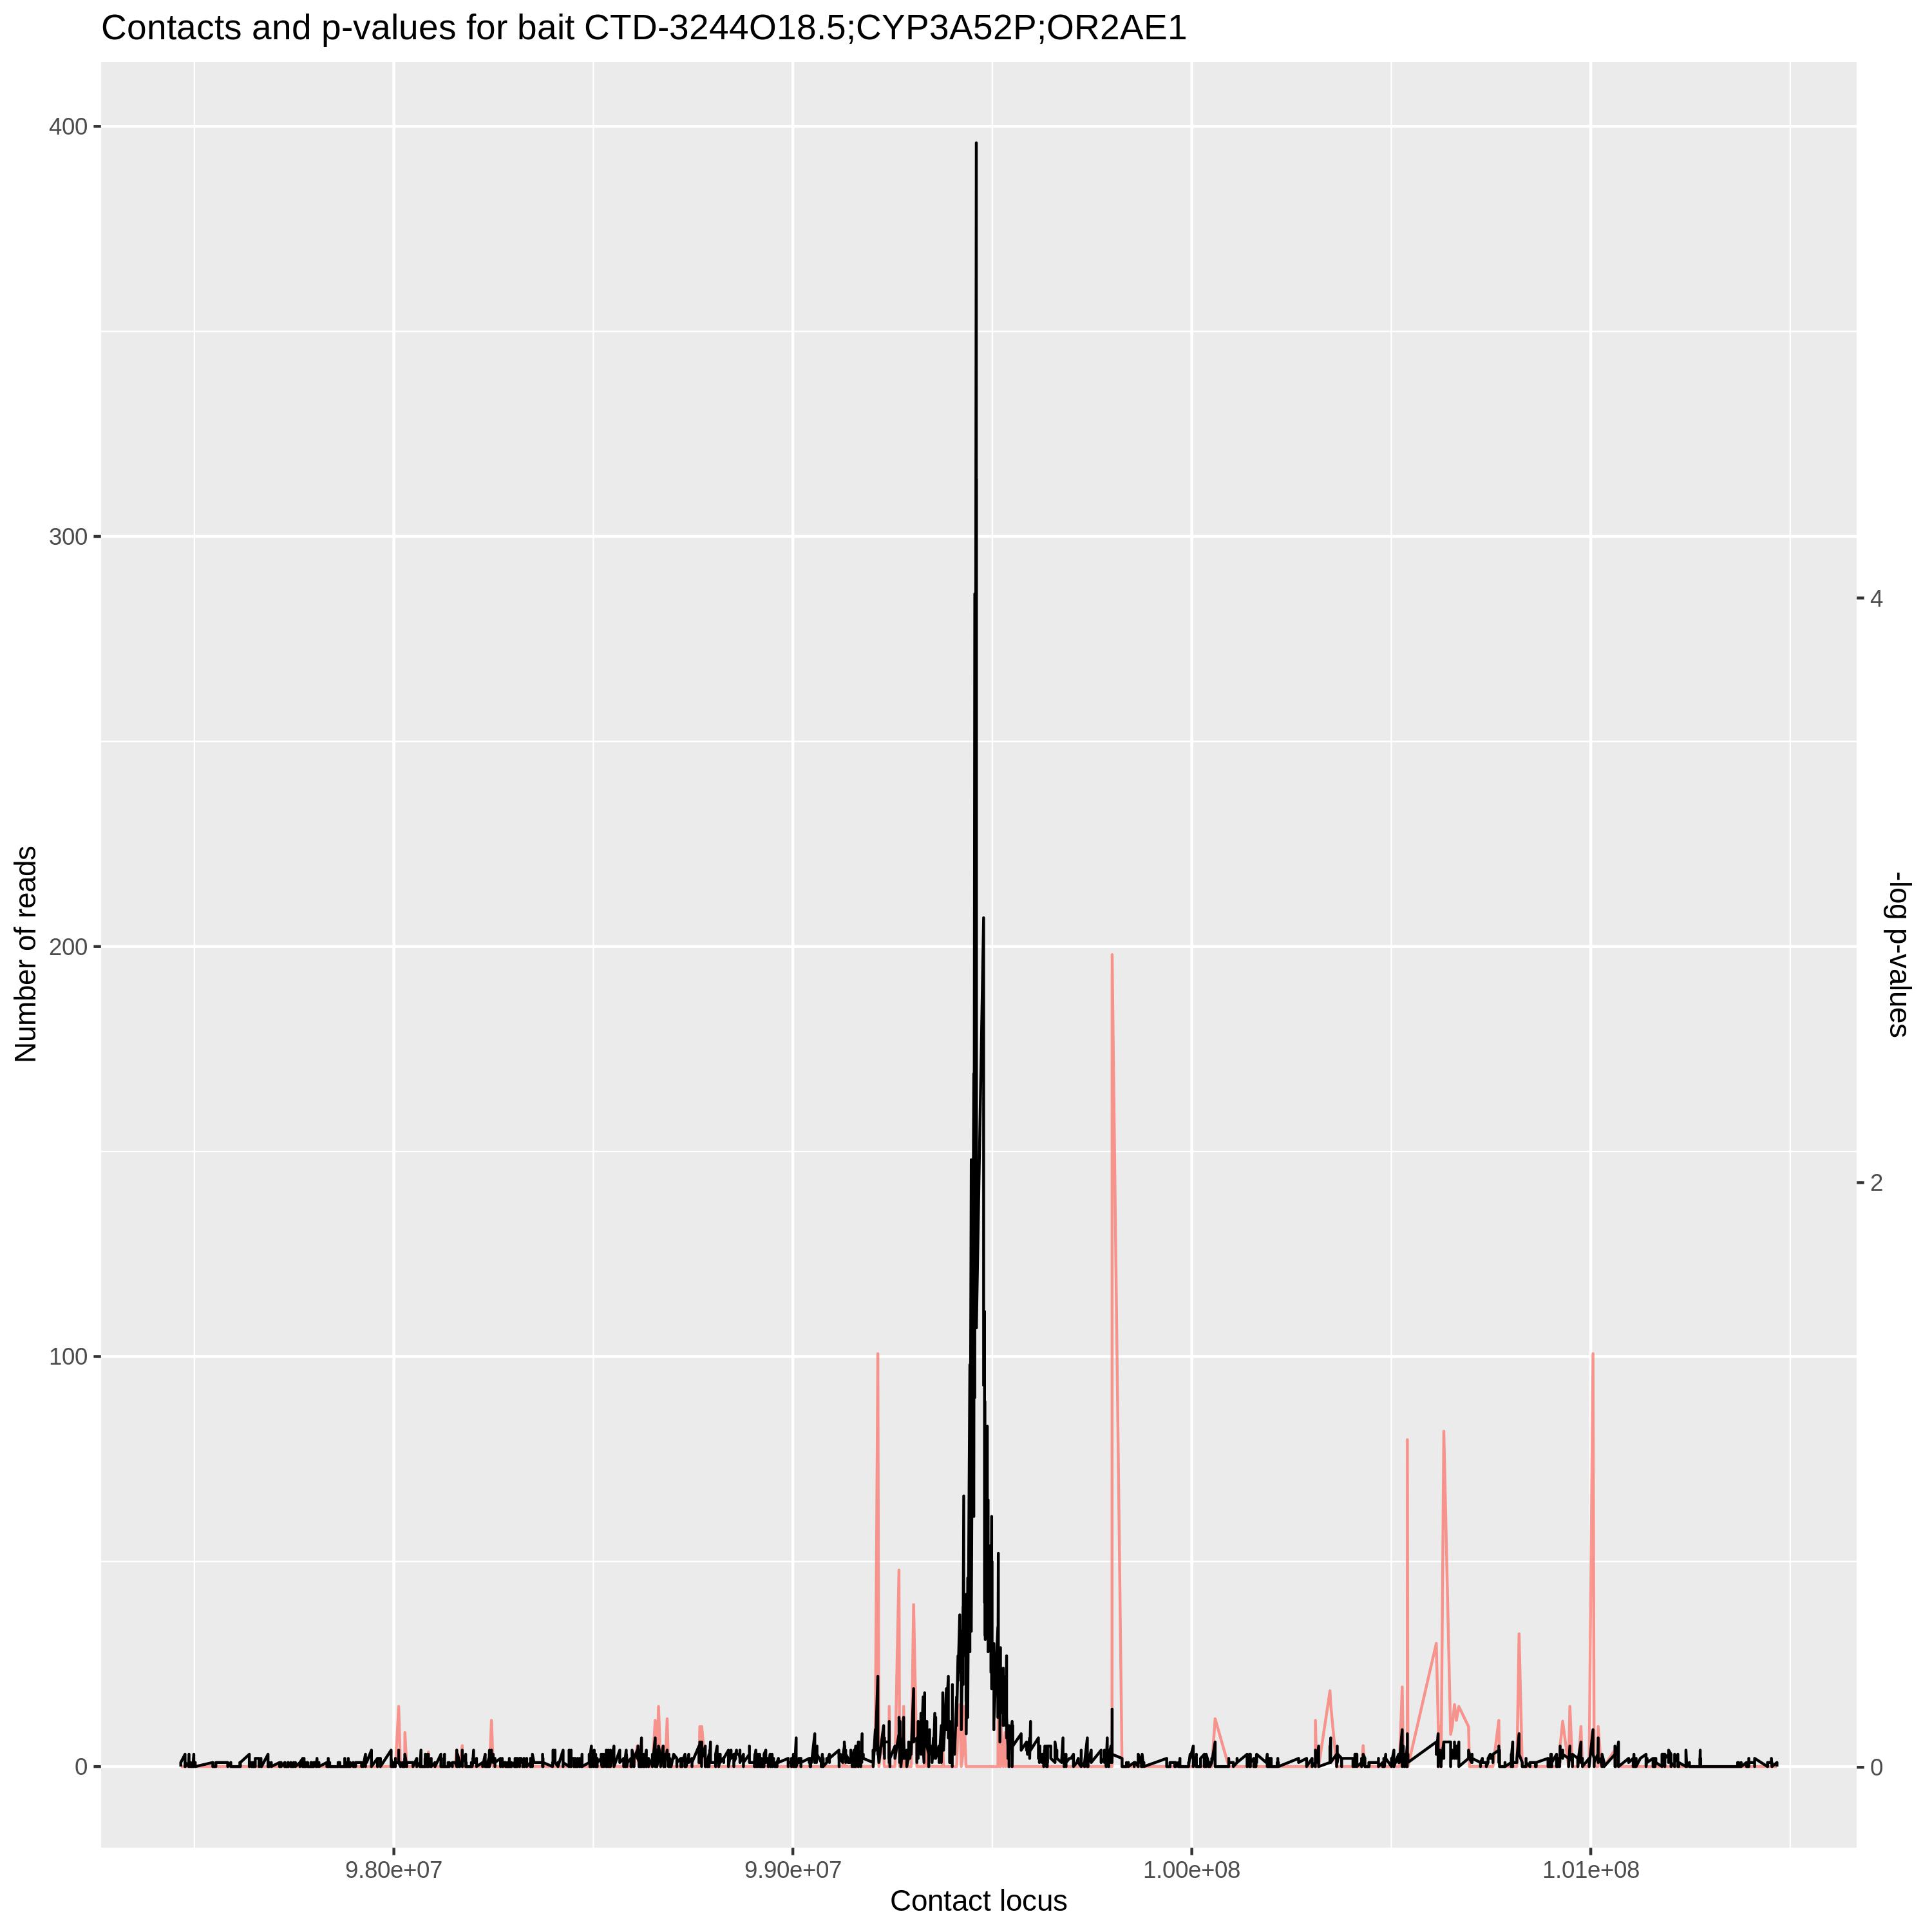 Contacts and p-values for bait CTD-3244O18.5;CYP3A52P;OR2AE1
400
300
200
100
0
Number of reads
4
2
0
-log p-values
9.80e+07
9.90e+07
1.00e+08
1.01e+08
Contact locus